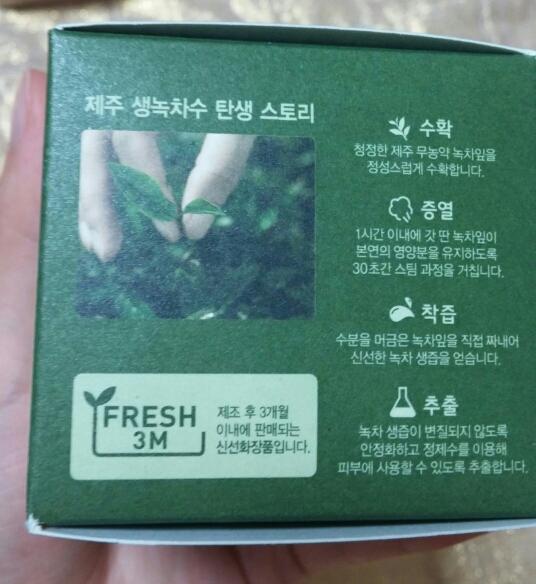 제주 생녹차수 탄생 스토리
수확
청정한 제주 무농약 녹차잎을
정성스럽게 수확합니다.
증열
1시간 이내에 갓 딴 녹차잎이
본연의 영양분을 유지하도록
30초간 스팀 과정을 거칩니다.
착즙
수분을 머금은 녹차잎을 직접 짜내어
신선한 녹차 생즙을 얻습니다.
추출
녹차 생즙이 변질되지 않도록
안정화하고 정제수를 이용해
피부에 사용할 수 있도록 추출합니다.
FRESH
3M
제조 후 3개월
이내에 판매되는
신선화장품입니다.